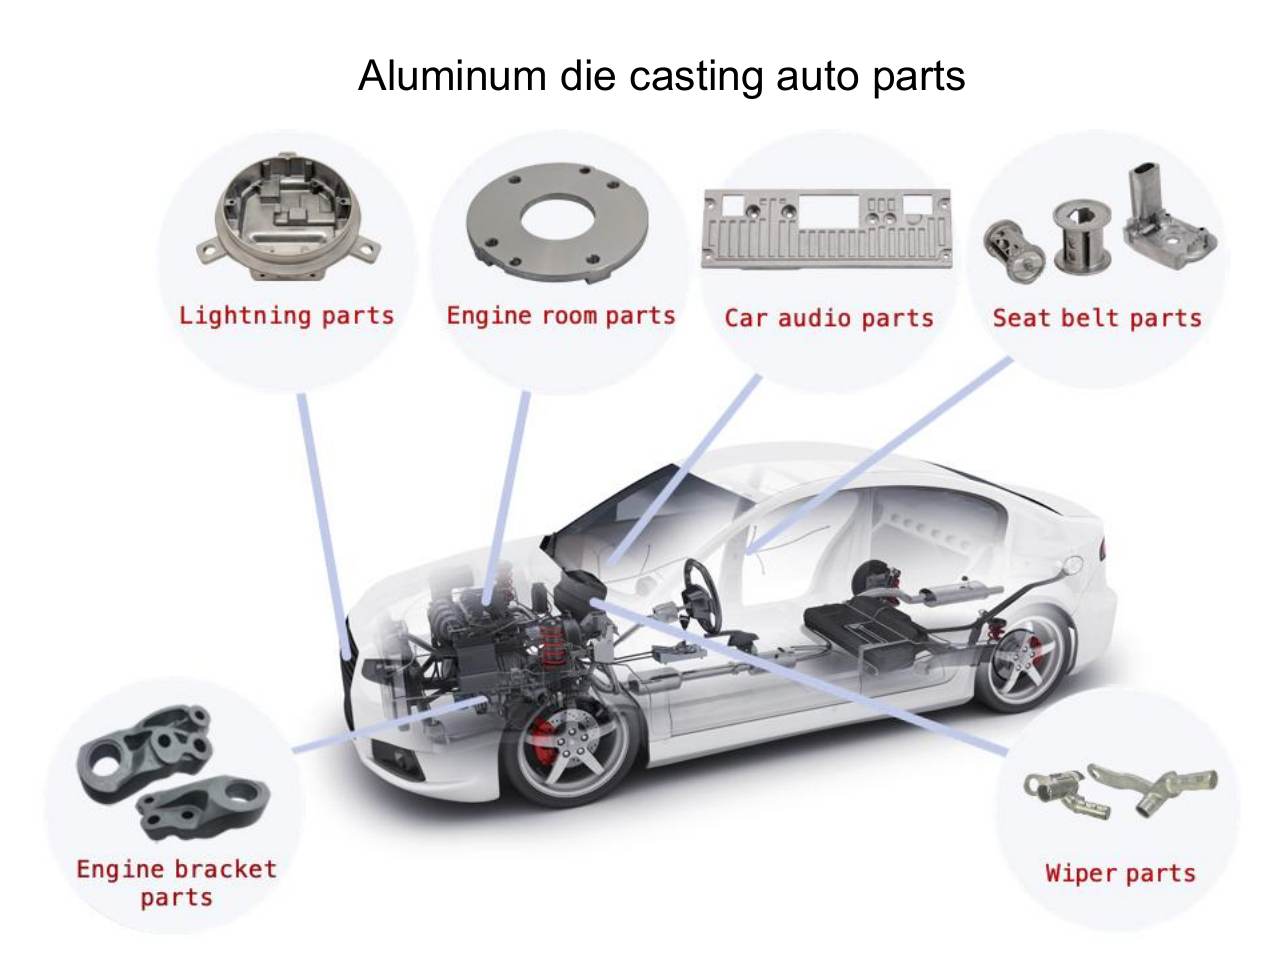 Aluminum die casting auto parts
Lightning parts
Engine room parts
Car audio parts
Seat belt parts
Engine bracket
parts
Wiper parts